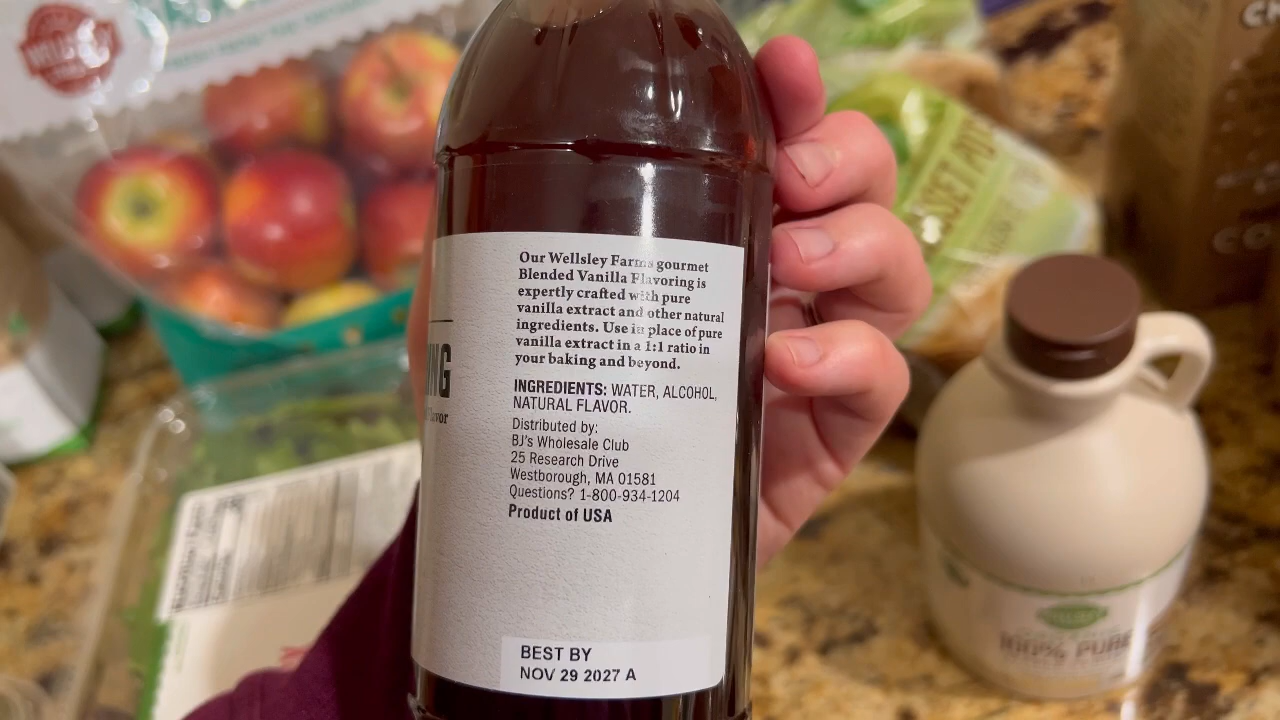 Our Wellsley Farms gourmet
Blended Vanilla Flavoring is
expertly crafted with pure
vanilla extract and other natural
ingredients. Use in place of pure
vanilla extract in a 1:1 ratio in
your baking and beyond.
INGREDIENTS: WATER, ALCOHOL,
NATURAL FLAVOR.
Distributed by:
BJ's Wholesale Club
25 Research Drive
Westborough, MA 01581
Questions? 1-800-934-1204
Product of USA
BEST BY
NOV 29 2027 A
100% PURE